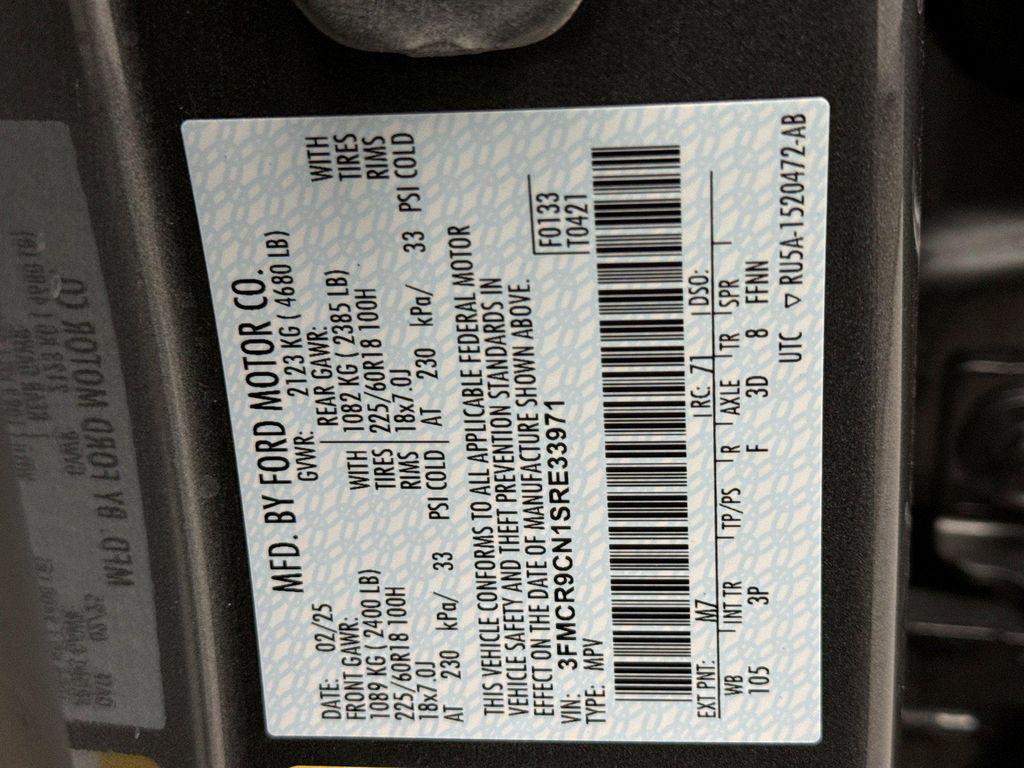 MFD. BY FORD MOTOR CO.
DATE: 02/25 GVWR: 2123 KG ( 4680 LB)
FRONT GAWR: REAR GAWR: WITH
1089 KG ( 2400 LB) WITH 1082 KG ( 2385 LB) TIRES
225/60R18 100H TIRES 225/60R18 100H RIMS
18x7.0J RIMS 18x7.0J
AT 230 kPa/ 33 PSI COLD AT 230 kPa/ 33 PSI COLD
THIS VEHICLE CONFORMS TO ALL APPLICABLE FEDERAL MOTOR
VEHICLE SAFETY AND THEFT PREVENTION STANDARDS IN
EFFECT ON THE DATE OF MANUFACTURE SHOWN ABOVE.
VIN: 3FMCR9CN1SRE33971 F0133
TYPE: MPV T0421
EXT PNT: M7 RC: 71 DSO:
WB INT TR TP/PS R AXLE TR SPR
105 3P F 3D 8 FFNN
UTC ▽ RU5A-1520472-AB